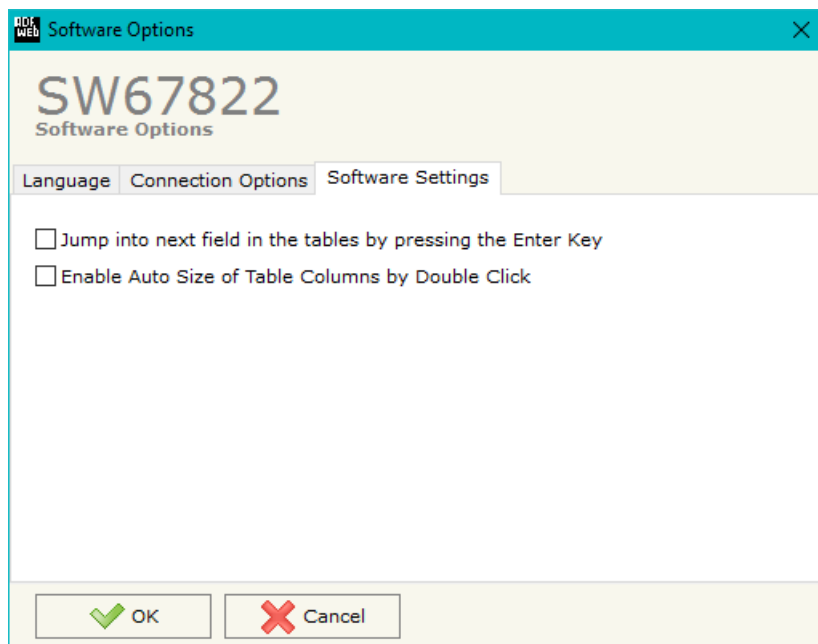 ADF
WEB
Software Options
SW67822
Software Options
Language Connection Options Software Settings
Jump into next field in the tables by pressing the Enter Key
Enable Auto Size of Table Columns by Double Click
OK Cancel